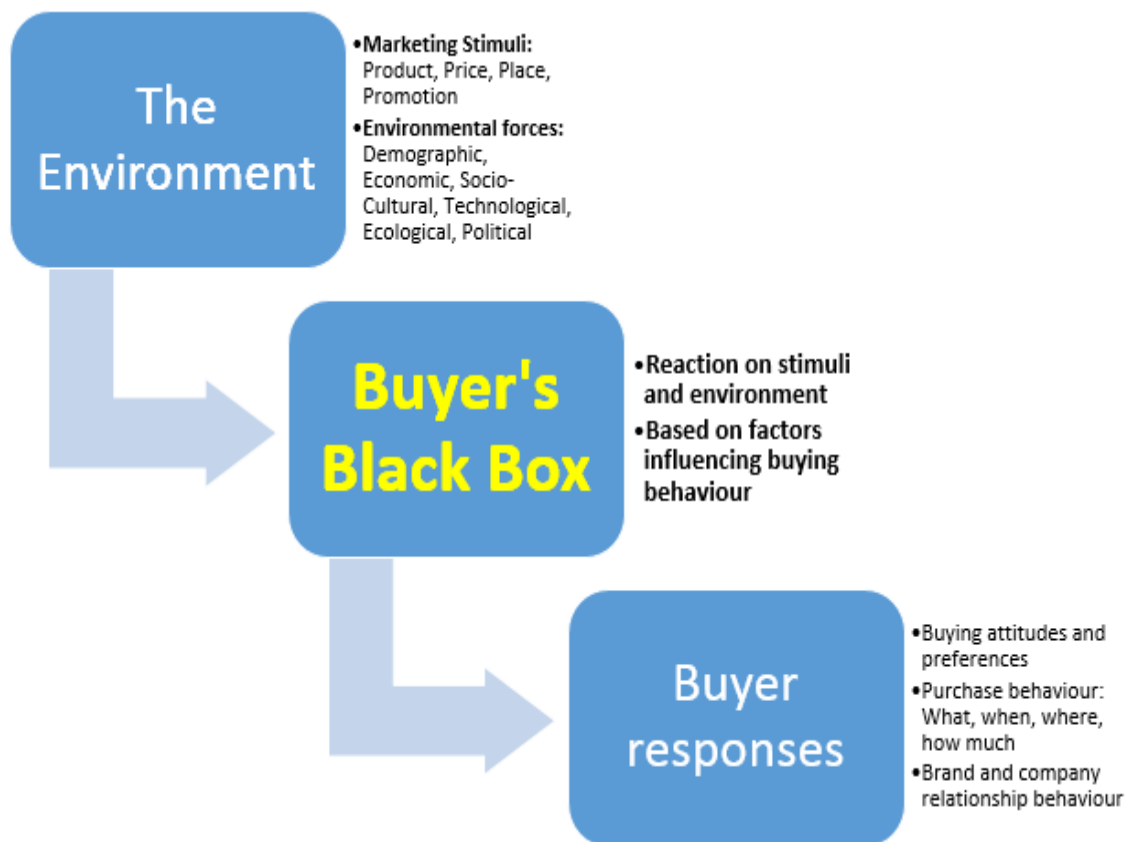 The
Environment
•Marketing Stimuli:
Product, Price, Place,
Promotion
•Environmental forces:
Demographic,
Economic, Socio-
Cultural, Technological,
Ecological, Political
Buyer's
Black Box
•Reaction on stimuli
and environment
•Based on factors
influencing buying
behaviour
Buyer
responses
•Buying attitudes and
preferences
•Purchase behaviour:
What, when, where,
how much
•Brand and company
relationship behaviour